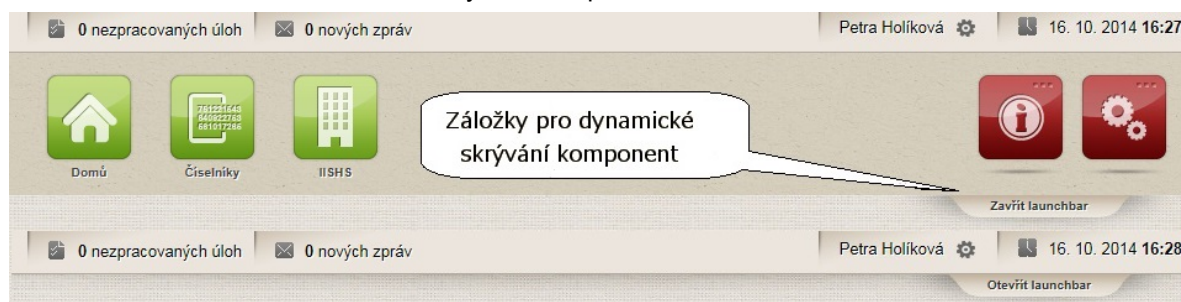 0 nezpracovaných úloh 0 nových zpráv Petra Holíková 16. 10. 2014 16:27
Záložky pro dynamické
skrývání komponent
Domů Číselníky IISHS
Zavřít launchbar
0 nezpracovaných úloh 0 nových zpráv Petra Holíková 16. 10. 2014 16:28
Otevřít launchbar